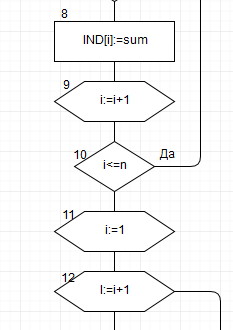 8
IND[i]:=sum
9
i:=i+1
10
i<=n
Да
11
i:=1
12
I:=i+1